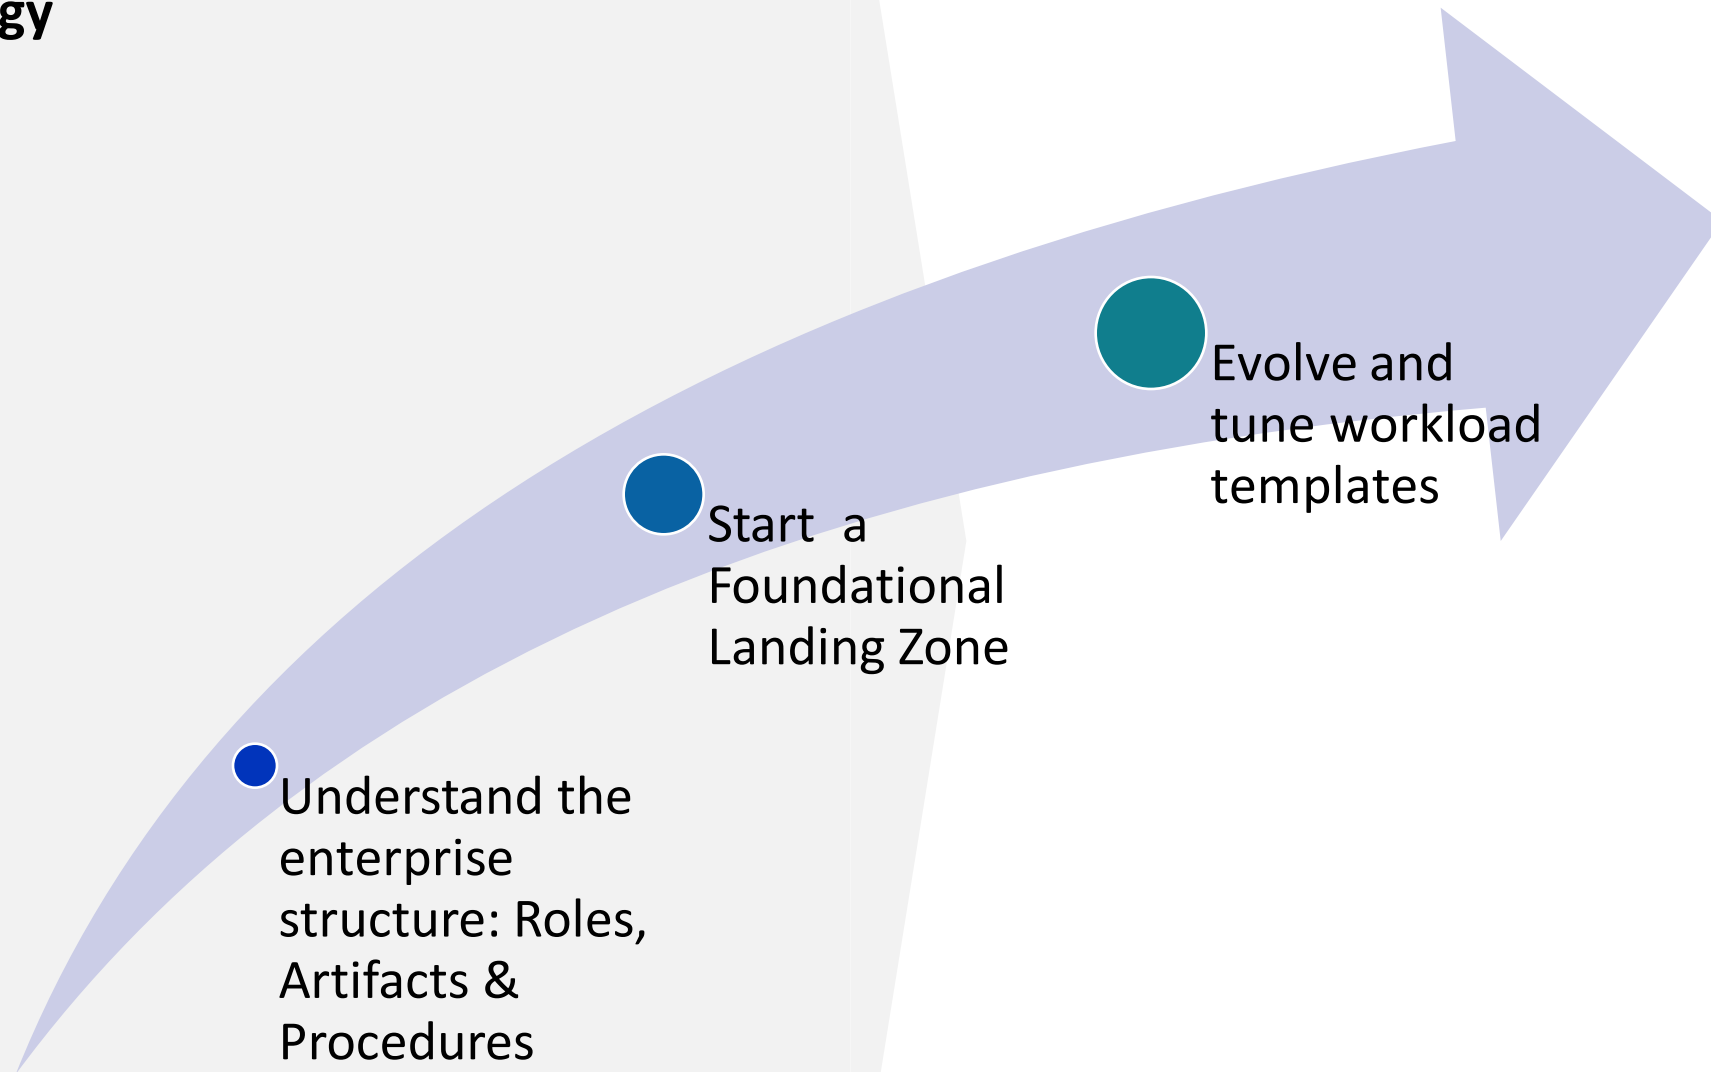 gy
Understand the
enterprise
structure: Roles,
Artifacts &
Procedures
Start  a
Foundational
Landing Zone
Evolve and
tune workload
templates